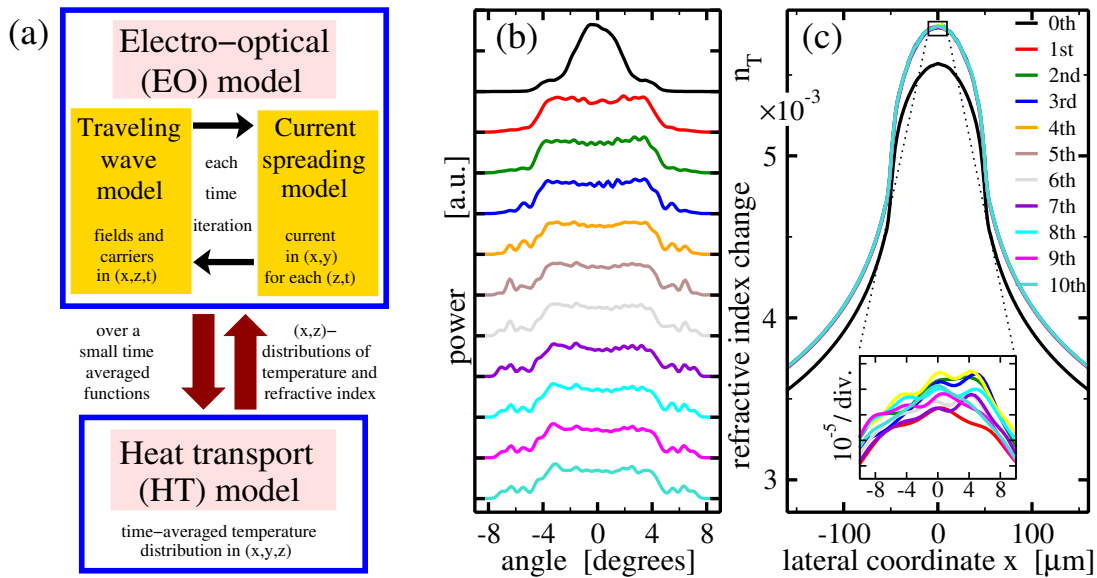 (a)
Electro−optical
(EO) model
Traveling
wave
model
fields and
carriers
in (x,z,t)
each
time
iteration
Current
spreading
model
current
in (x,y)
for each (z,t)
over a
small time
averaged
functions
(x,z)−
distributions of
temperature and
refractive index
Heat transport
(HT) model
time−averaged temperature
distribution in (x,y,z)
(b)
power [a.u.]
-8 -4 0 4 8
angle [degrees]
(c)
refractive index change n_T
×10⁻³
5
4
3
0th
1st
2nd
3rd
4th
5th
6th
7th
8th
9th
10th
10⁻⁵/ div.
-8 -4 0 4 8
-100 0 100
lateral coordinate x [μm]